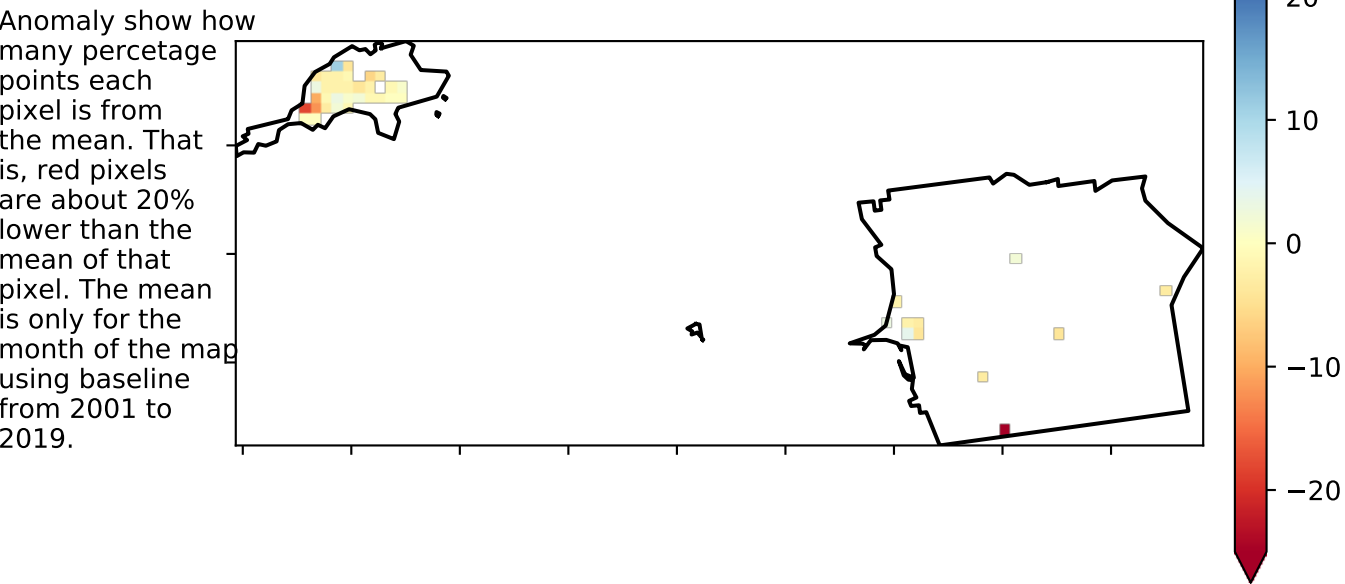 Anomaly show how
many percetage
points each
pixel is from
the mean. That
is, red pixels
are about 20%
lower than the
mean of that
pixel. The mean
is only for the
month of the map
using baseline
from 2001 to
2019.
20
10
0
−10
−20